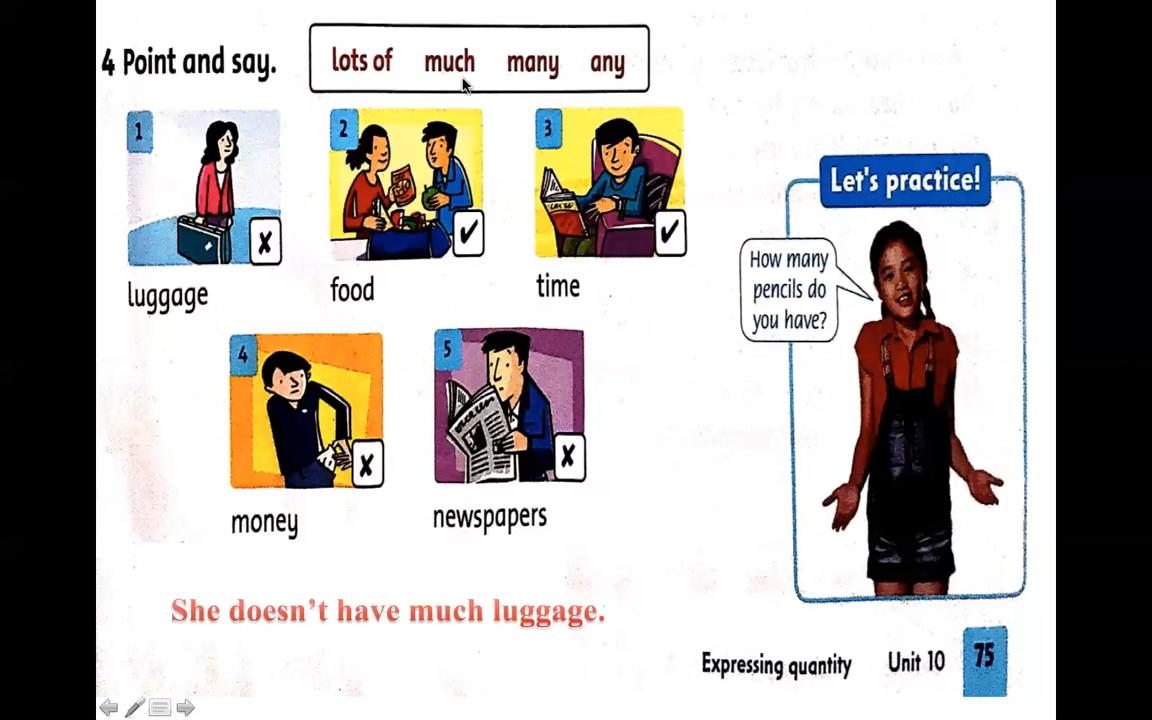 4 Point and say.
lots of much many any
1
2
3
luggage
food
time
4
5
money
newspapers
Let's practice!
How many
pencils do
you have?
She doesn't have much luggage.
Expressing quantity Unit 10 75